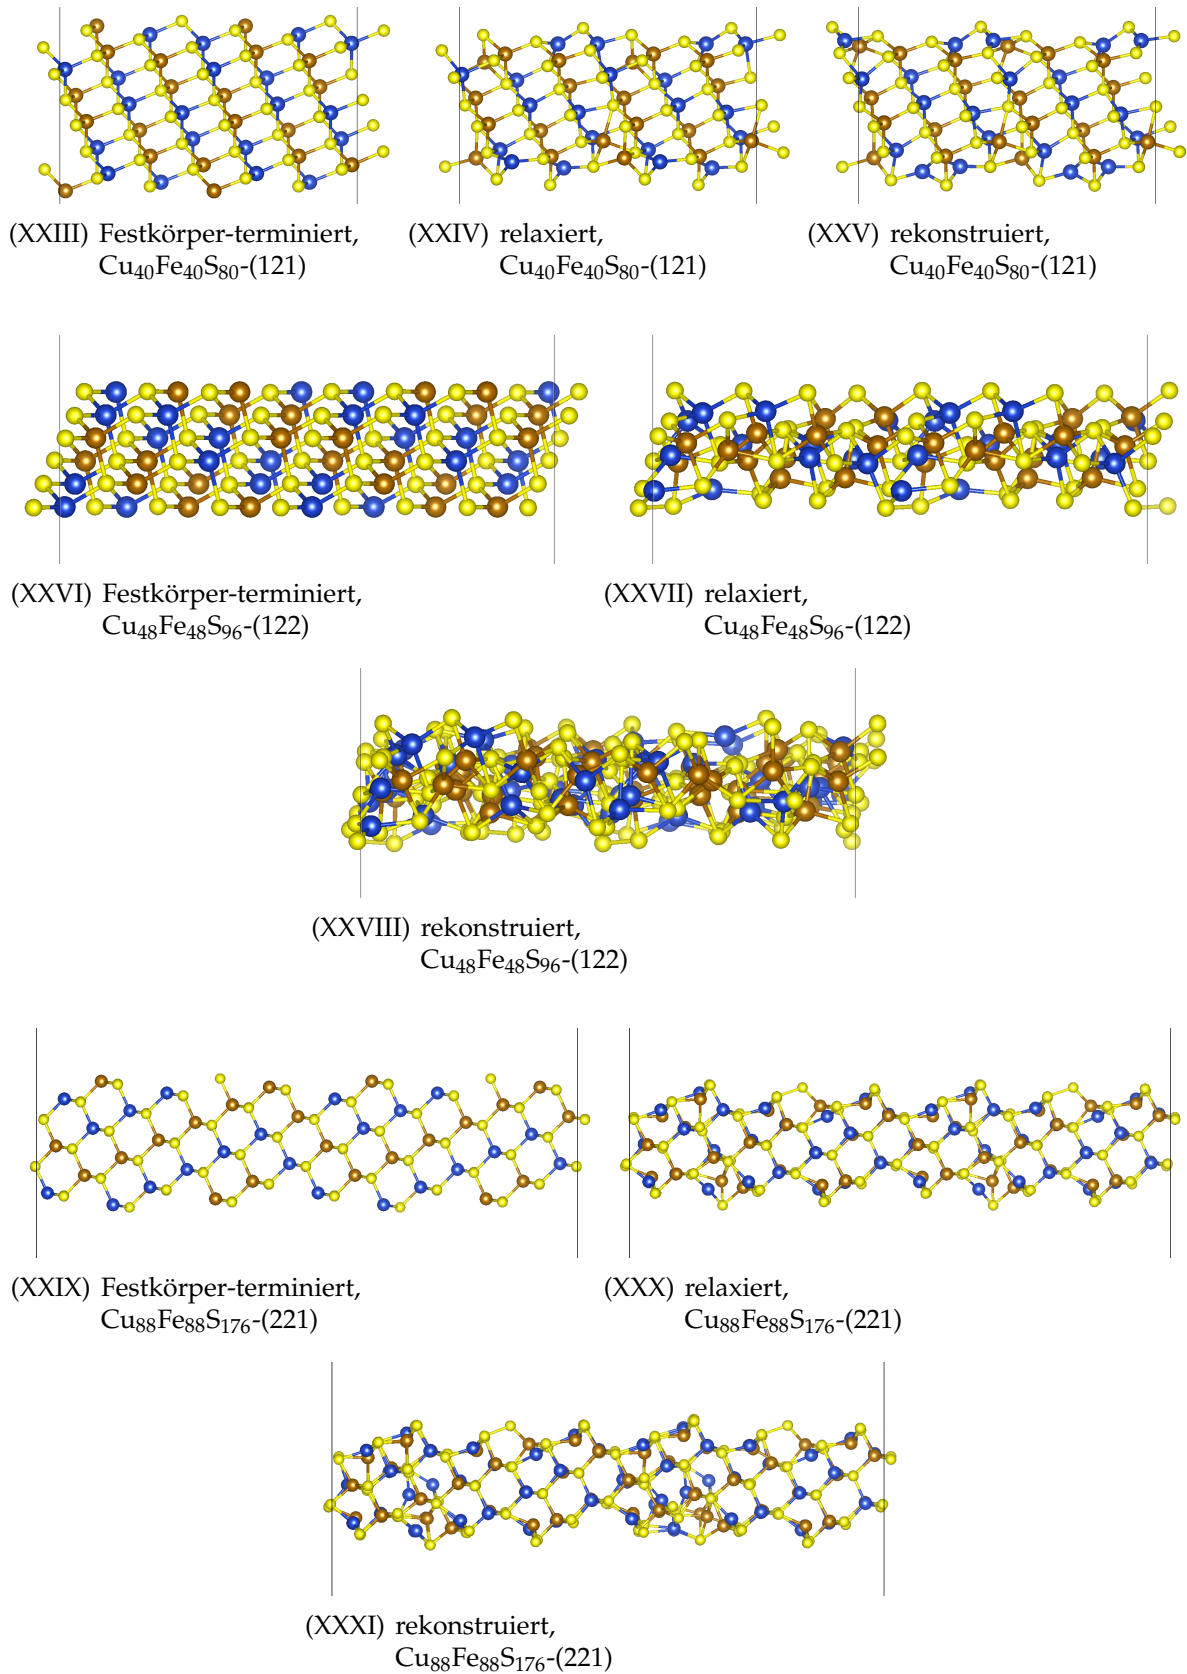 (XXIII) Festkörper-terminiert,
Cu₄₀Fe₄₀S₈₀-(121)
(XXIV) relaxiert,
Cu₄₀Fe₄₀S₈₀-(121)
(XXV) rekonstruiert,
Cu₄₀Fe₄₀S₈₀-(121)
(XXVI) Festkörper-terminiert,
Cu₄₈Fe₄₈S₉₆-(122)
(XXVII) relaxiert,
Cu₄₈Fe₄₈S₉₆-(122)
(XXVIII) rekonstruiert,
Cu₄₈Fe₄₈S₉₆-(122)
(XXIX) Festkörper-terminiert,
Cu₈₈Fe₈₈S₁₇₆-(221)
(XXX) relaxiert,
Cu₈₈Fe₈₈S₁₇₆-(221)
(XXXI) rekonstruiert,
Cu₈₈Fe₈₈S₁₇₆-(221)